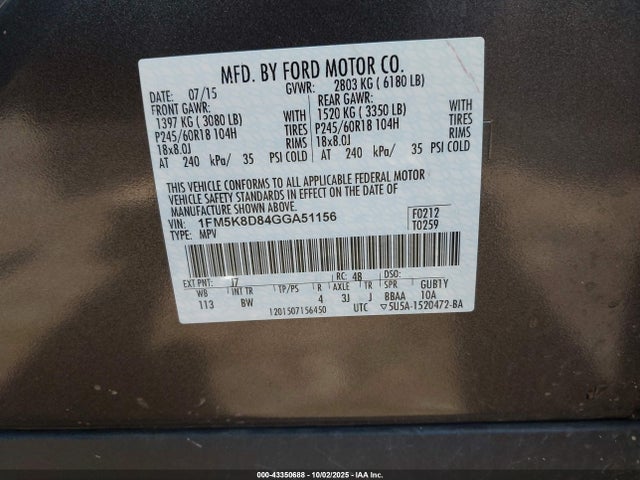 MFD. BY FORD MOTOR CO.
DATE: 07/15 GVWR: 2803 KG ( 6180 LB)
FRONT GAWR: REAR GAWR:
1397 KG ( 3080 LB) WITH 1520 KG ( 3350 LB) WITH
P245/60R18 104H TIRES P245/60R18 104H TIRES
18x8.0J RIMS 18x8.0J RIMS
AT 240 kPa/ 35 PSI COLD AT 240 kPa/ 35 PSI COLD
THIS VEHICLE CONFORMS TO ALL APPLICABLE FEDERAL MOTOR
VEHICLE SAFETY STANDARDS IN EFFECT ON THE DATE OF
MANUFACTURE SHOWN ABOVE.
VIN: 1FM5K8D84GGA51156 F0212
TYPE: MPV T0259
EXT PNT: J7 RC: 48 DSO:
WB INT TR TP/PS R AXLE TR SPR GUB1Y
113 BW 4 3J J BBAA 10A
1201507156450 UTC ▽5U5A-1520472-BA
000-43350688 - 10/02/2025 - IAAI, Inc.